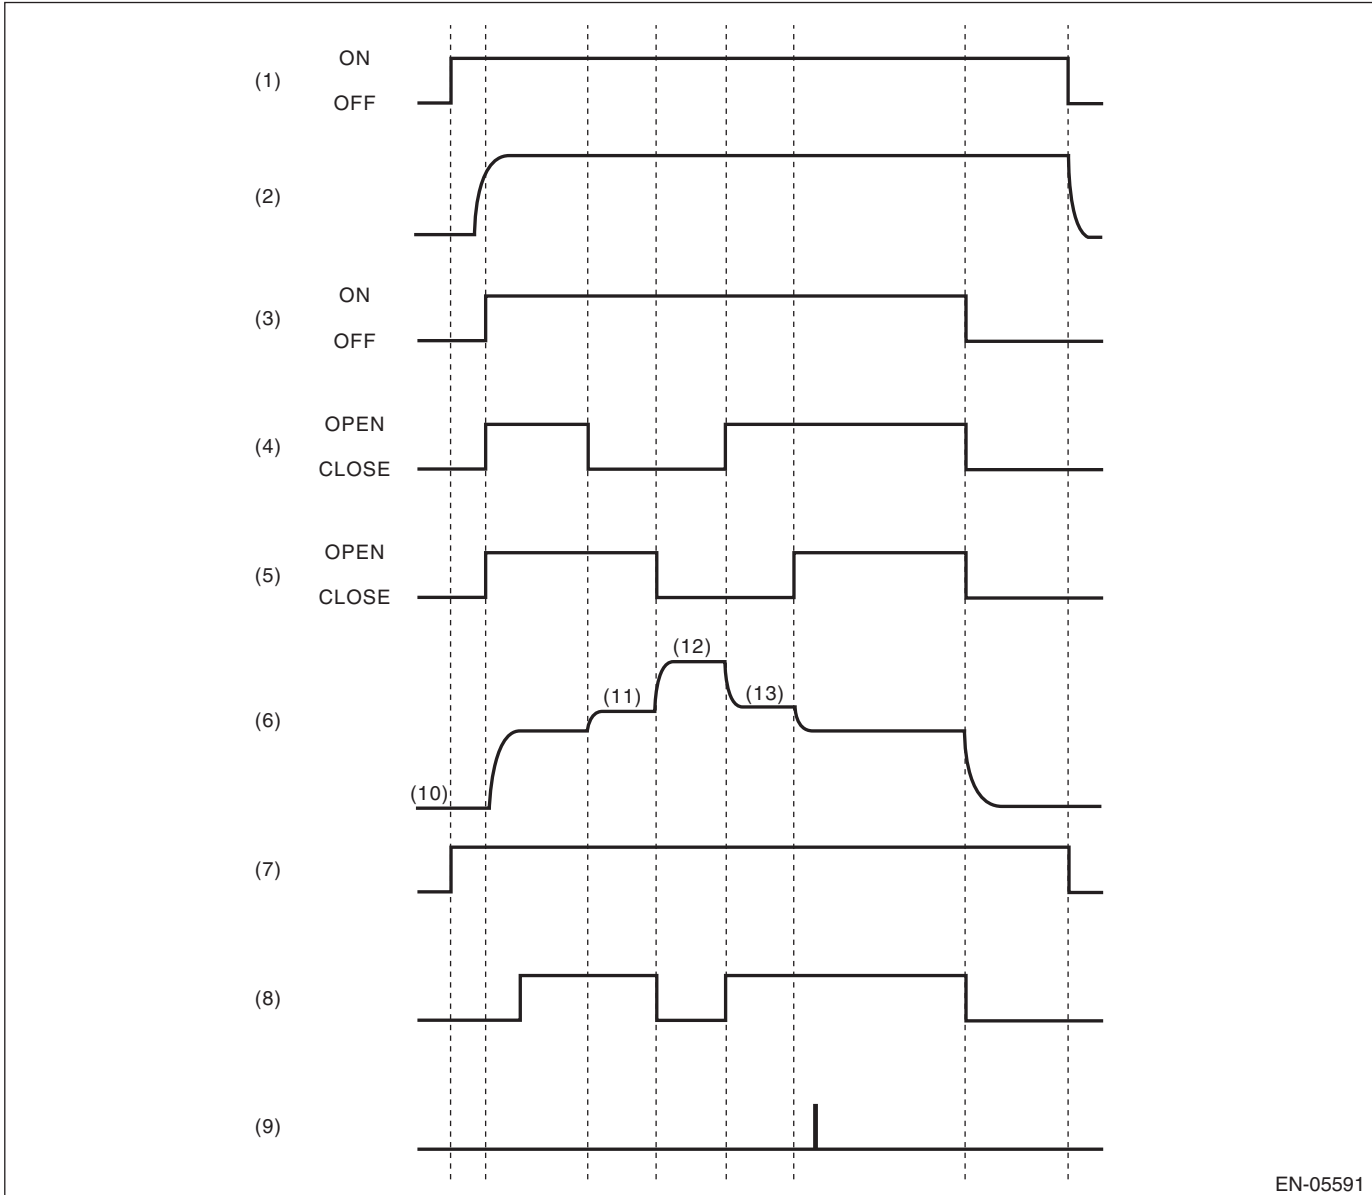 ON
(1)
OFF
(2)
ON
(3)
OFF
OPEN
(4)
CLOSE
OPEN
(5)
CLOSE
(12)
(11)
(13)
(6)
(10)
(7)
(8)
(9)
EN-05591